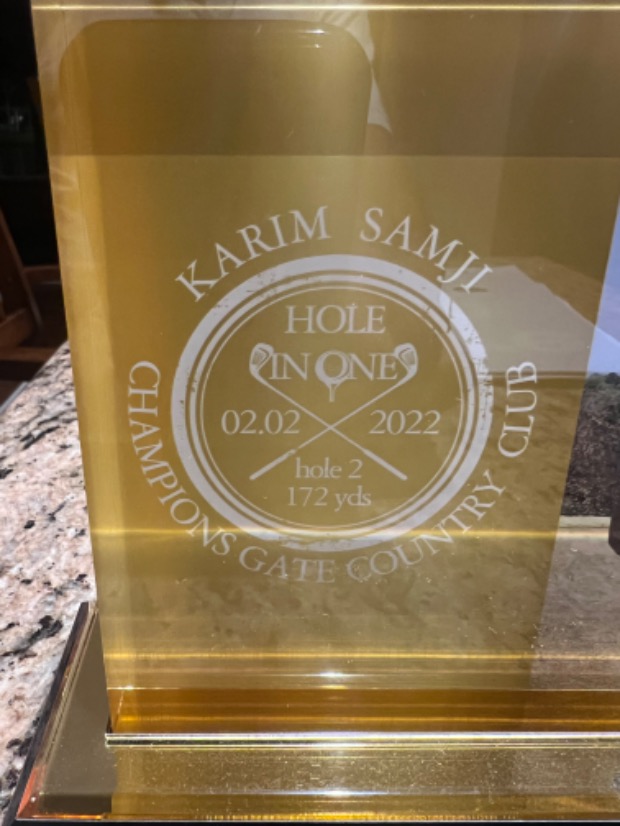 KARIM SAMJI
HOLE
IN ONE
02.02 2022
hole 2
172 yds
CHAMPIONS GATE COUNTRY CLUB